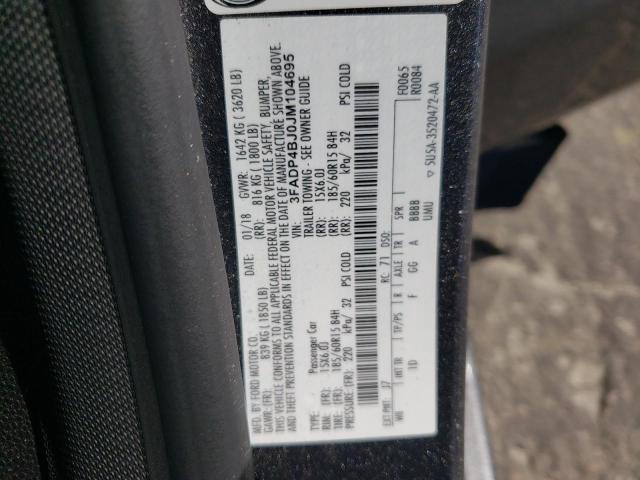 MFD. BY FORD MOTOR CO.
DATE: 01/18 GVWR: 1642 KG ( 3620 LB)
GAWR: (FR): 839 KG ( 1850 LB) (RR): 816 KG ( 1800 LB)
THIS VEHICLE CONFORMS TO ALL APPLICABLE FEDERAL MOTOR VEHICLE SAFETY BUMPER,
AND THEFT PREVENTION STANDARDS IN EFFECT ON THE DATE OF MANUFACTURE SHOWN ABOVE.
VIN: 3FADP4BJ0JM104695
TYPE: Passenger Car TRAILER TOWING - SEE OWNER GUIDE
RIN: (FR): 15X6.0J (RR): 15X6.0J
TIRE: (FR): 185/60R15 84H (RR): 185/60R15 84H
PRESSURE: (FR): 220 kPa/ 32 PSI COLD (RR): 220 kPa/ 32 PSI COLD
EXT PNT: J7 RC: 71 DSO: F0065
R0084
WB INT TR TP/PS R AXLE TR SPR
1D F GG A BBBB
UMU
5U5A-3520472-AA